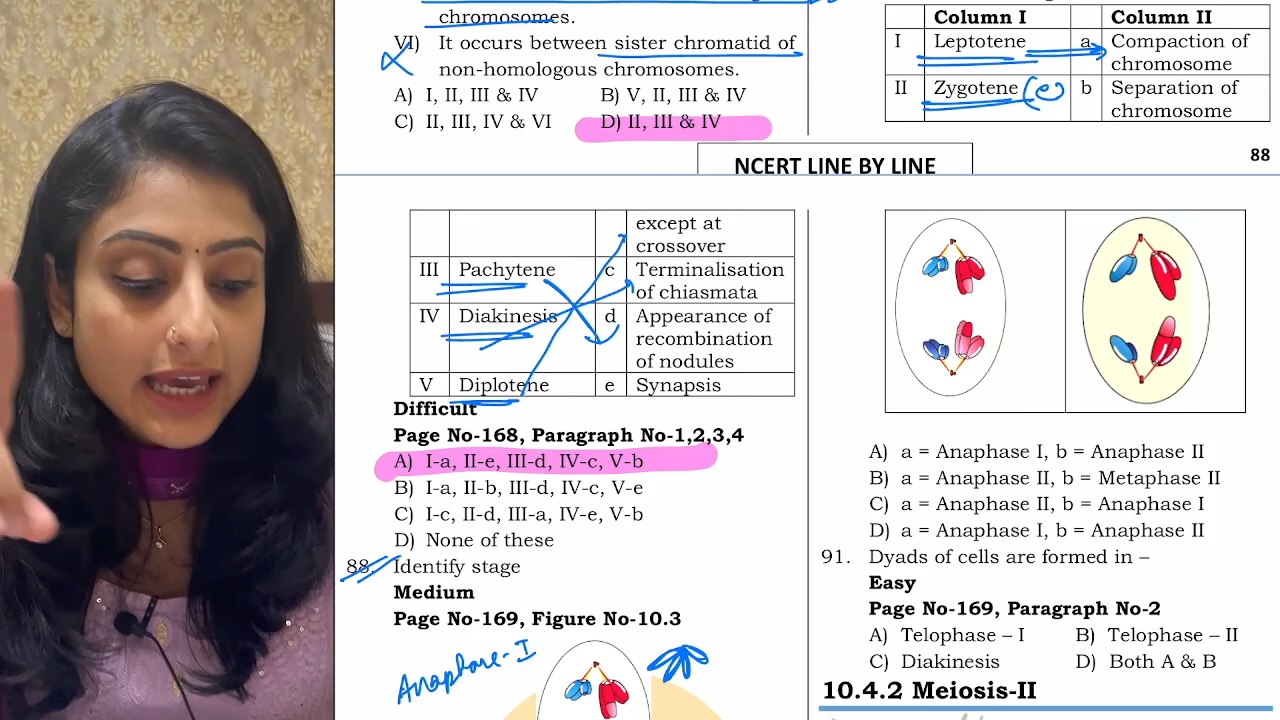 chromosomes.
VI) It occurs between sister chromatid of
non-homologous chromosomes.
A) I, II, III & IV B) V, II, III & IV
C) II, III, IV & VI D) II, III & IV
Column I Column II
I Leptotene a Compaction of
chromosome
II Zygotene (e) b Separation of
chromosome
88
NCERT LINE BY LINE
except at
crossover
III Pachytene c Terminalisation
of chiasmata
IV Diakinesis d Appearance of
recombination
of nodules
V Diplotene e Synapsis
Difficult
Page No-168, Paragraph No-1,2,3,4
A) I-a, II-e, III-d, IV-c, V-b
B) I-a, II-b, III-d, IV-c, V-e
C) I-c, II-d, III-a, IV-e, V-b
D) None of these
88. Identify stage
Medium
Page No-169, Figure No-10.3
Anaphase-I
A) a = Anaphase I, b = Anaphase II
B) a = Anaphase II, b = Metaphase II
C) a = Anaphase II, b = Anaphase I
D) a = Anaphase I, b = Anaphase II
91. Dyads of cells are formed in –
Easy
Page No-169, Paragraph No-2
A) Telophase – I B) Telophase – II
C) Diakinesis D) Both A & B
10.4.2 Meiosis-II